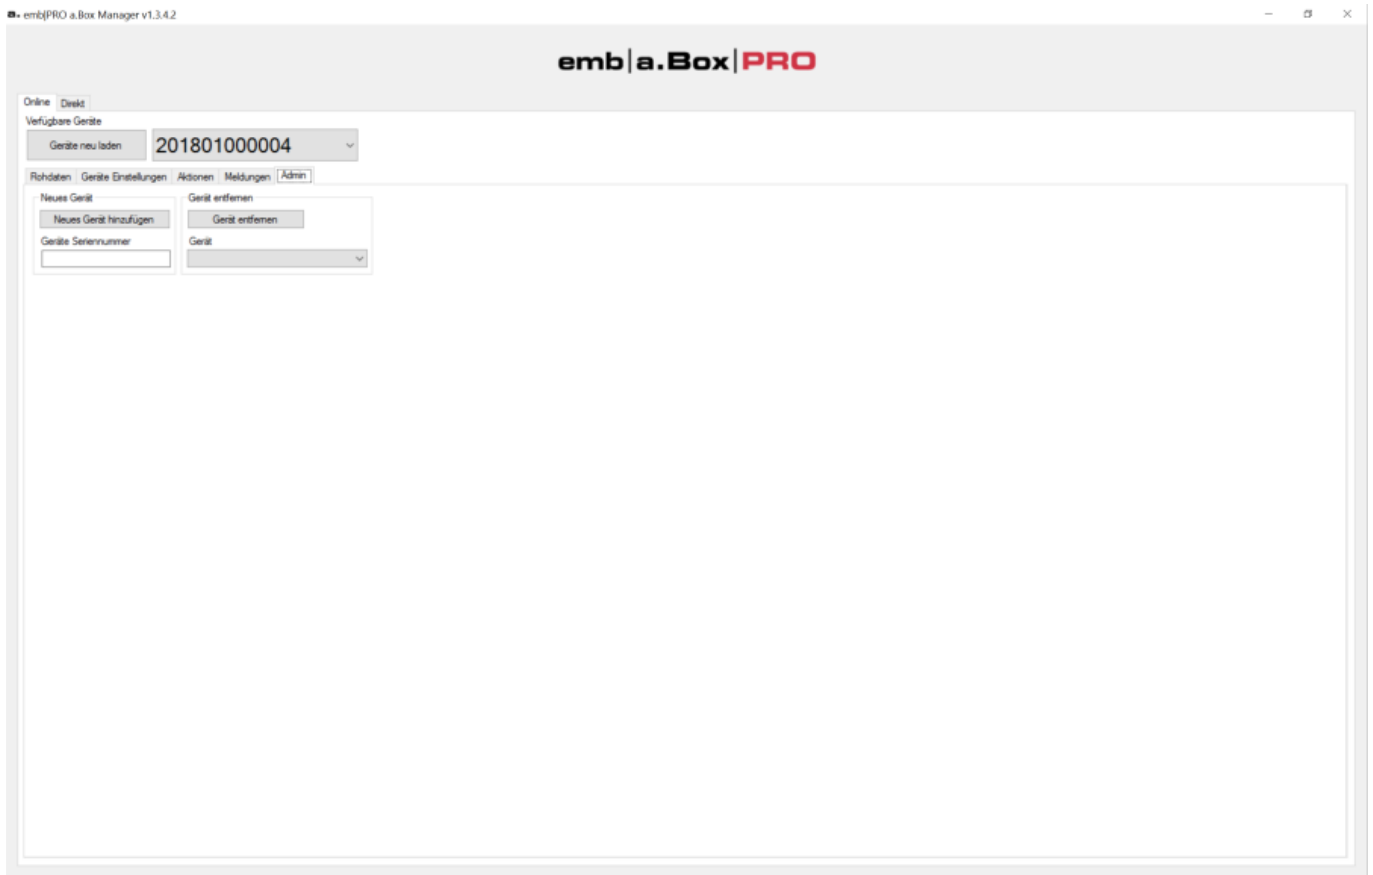 a. emb|PRO a.Box Manager v1.3.4.2
emb|a.Box|PRO
Online Direkt
Verfügbare Geräte
Geräte neu laden 201801000004
Rohdaten Geräte Einstellungen Aktionen Meldungen Admin
Neues Gerät Gerät entfernen
Neues Gerät hinzufügen Gerät entfernen
Geräte Seriennummer Gerät